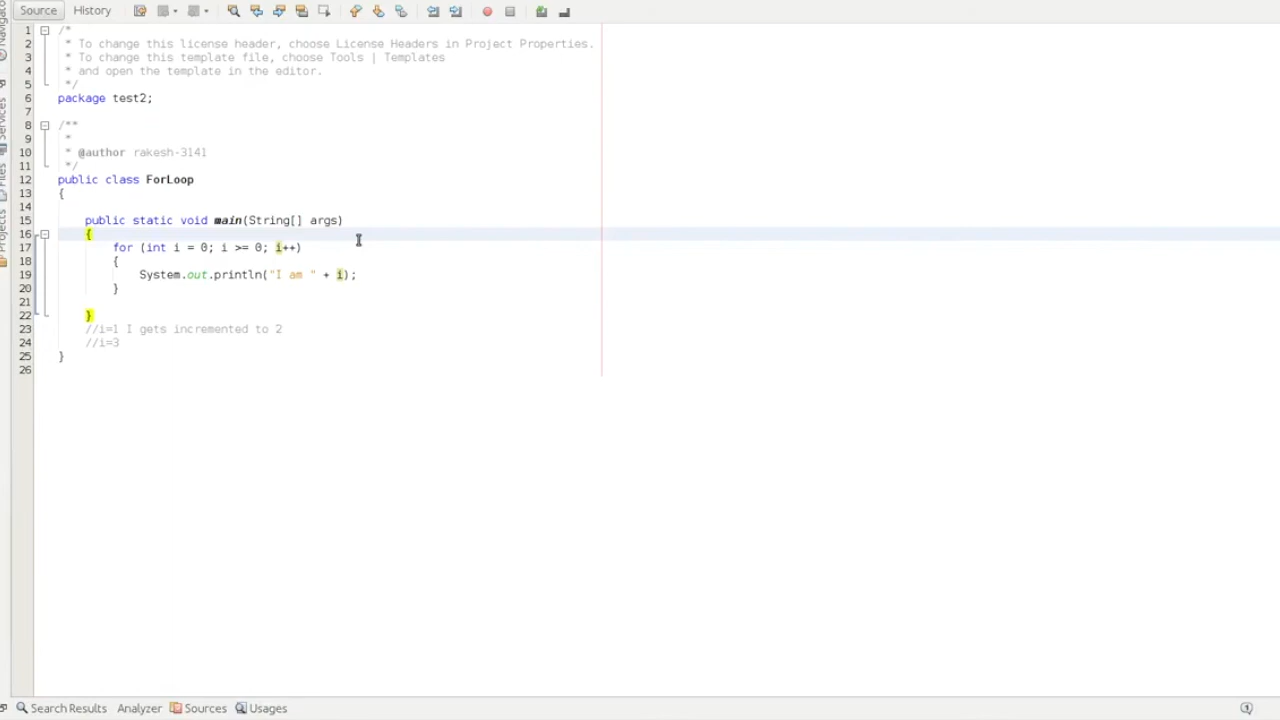 Source History
1 /*
2 * To change this license header, choose License Headers in Project Properties.
3 * To change this template file, choose Tools | Templates
4 * and open the template in the editor.
5 */
6 package test2;
7
8 /**
9 *
10 * @author rakesh-3141
11 */
12 public class ForLoop
13 {
14
15 public static void main(String[] args)
16 {
17 for (int i = 0; i >= 0; i++)
18 {
19 System.out.println("I am " + i);
20 }
21
22 }
23 //i=1 I gets incremented to 2
24 //i=3
25 }
26
Services
Files
Projects
Search Results Analyzer Sources Usages